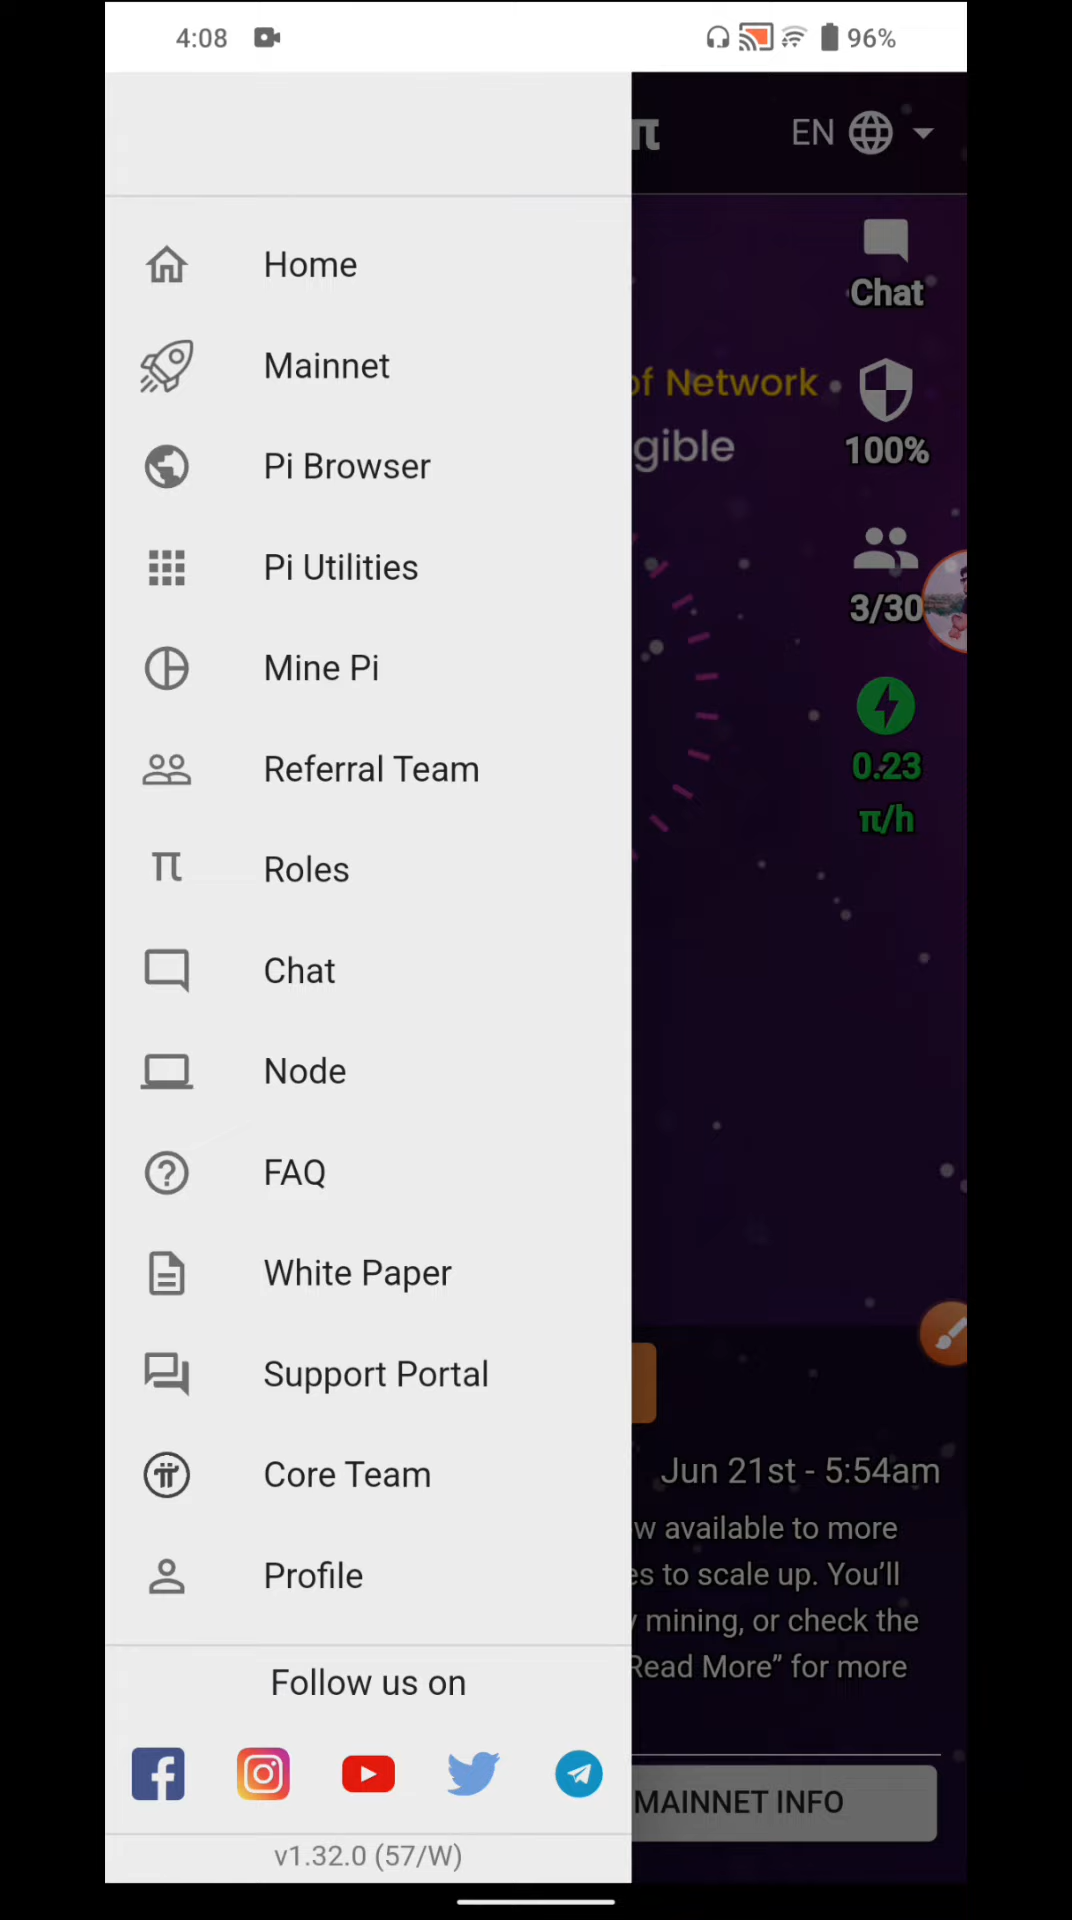 4:08
96%
π
EN
Home
Mainnet
Pi Browser
Pi Utilities
Mine Pi
Referral Team
π
Roles
Chat
Node
FAQ
White Paper
Support Portal
Core Team
Profile
Follow us on
v1.32.0 (57/W)
Chat
of Network
gible
100%
3/30
0.23
π/h
Jun 21st - 5:54am
w available to more
es to scale up. You’ll
mining, or check the
Read More” for more
MAINNET INFO